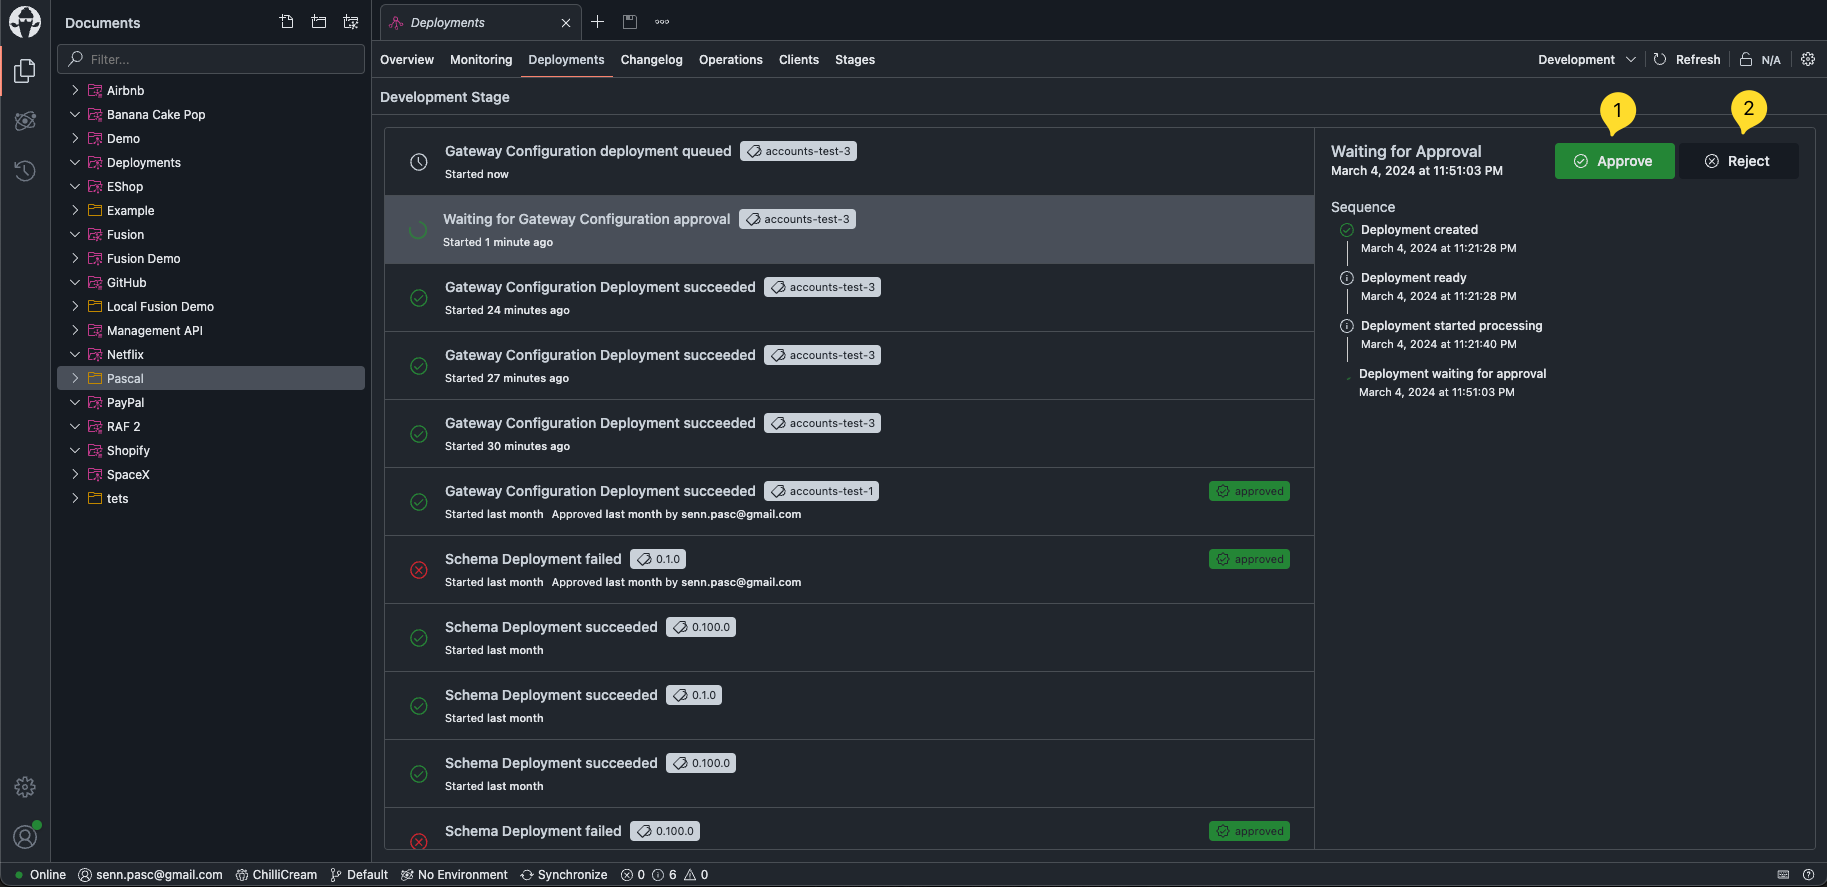 Documents
Filter...
Airbnb
Banana Cake Pop
Demo
Deployments
EShop
Example
Fusion
Fusion Demo
GitHub
Local Fusion Demo
Management API
Netflix
Pascal
PayPal
RAF 2
Shopify
SpaceX
tets
Deployments
Overview Monitoring Deployments Changelog Operations Clients Stages
Development Refresh N/A
Development Stage
Gateway Configuration deployment queued accounts-test-3
Started now
Waiting for Gateway Configuration approval accounts-test-3
Started 1 minute ago
Gateway Configuration Deployment succeeded accounts-test-3
Started 24 minutes ago
Gateway Configuration Deployment succeeded accounts-test-3
Started 27 minutes ago
Gateway Configuration Deployment succeeded accounts-test-3
Started 30 minutes ago
Gateway Configuration Deployment succeeded accounts-test-1 approved
Started last month Approved last month by senn.pasc@gmail.com
Schema Deployment failed 0.1.0 approved
Started last month Approved last month by senn.pasc@gmail.com
Schema Deployment succeeded 0.100.0
Started last month
Schema Deployment succeeded 0.1.0
Started last month
Schema Deployment succeeded 0.100.0
Started last month
Schema Deployment failed 0.100.0 approved
1 2
Waiting for Approval
March 4, 2024 at 11:51:03 PM
Approve Reject
Sequence
Deployment created
March 4, 2024 at 11:21:28 PM
Deployment ready
March 4, 2024 at 11:21:28 PM
Deployment started processing
March 4, 2024 at 11:21:40 PM
Deployment waiting for approval
March 4, 2024 at 11:51:03 PM
Online senn.pasc@gmail.com ChilliCream Default No Environment Synchronize 0 6 0